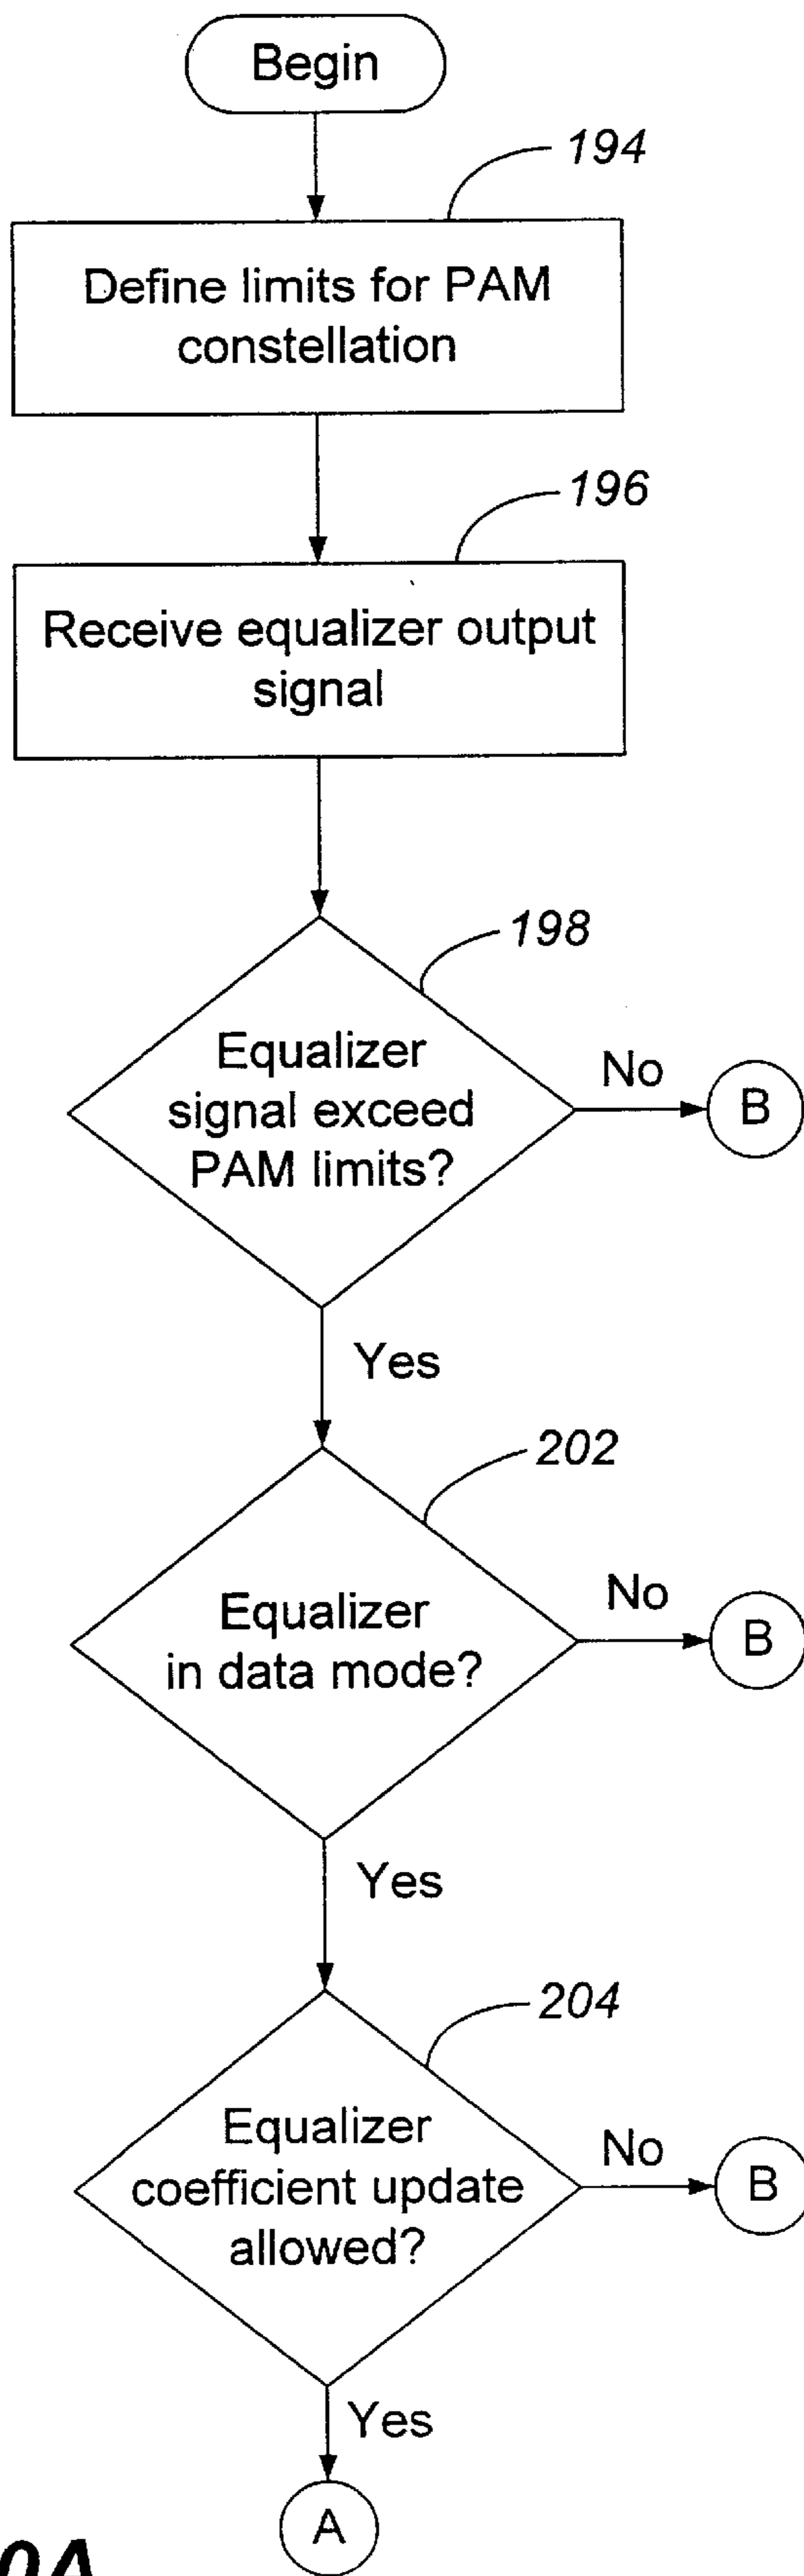 Begin
194
Define limits for PAM
constellation
196
Receive equalizer output
signal
198
Equalizer
signal exceed
PAM limits?
No
B
Yes
202
Equalizer
in data mode?
No
B
Yes
204
Equalizer
coefficient update
allowed?
No
B
Yes
A